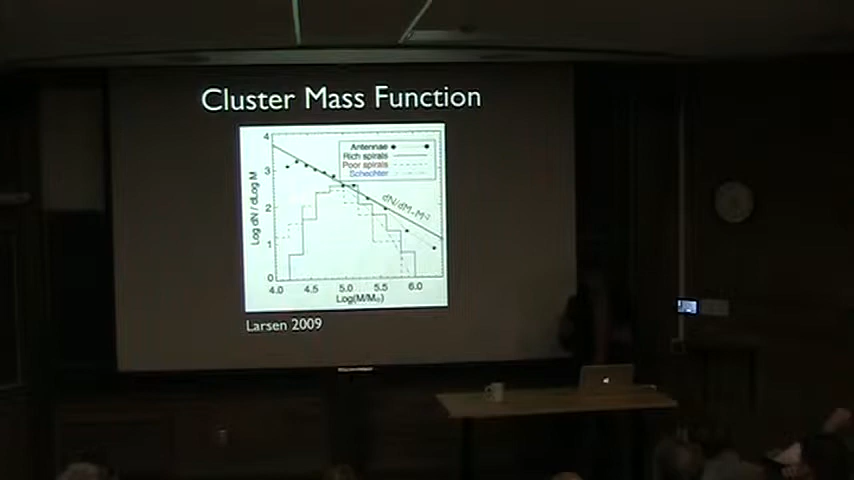 Cluster Mass Function
4
3
2
1
0
Log dN / dLog M
Antennae
Rich spirals
Poor spirals
Schechter
dN/dM~M⁻²
4.0 4.5 5.0 5.5 6.0
Log(M/M☉)
Larsen 2009